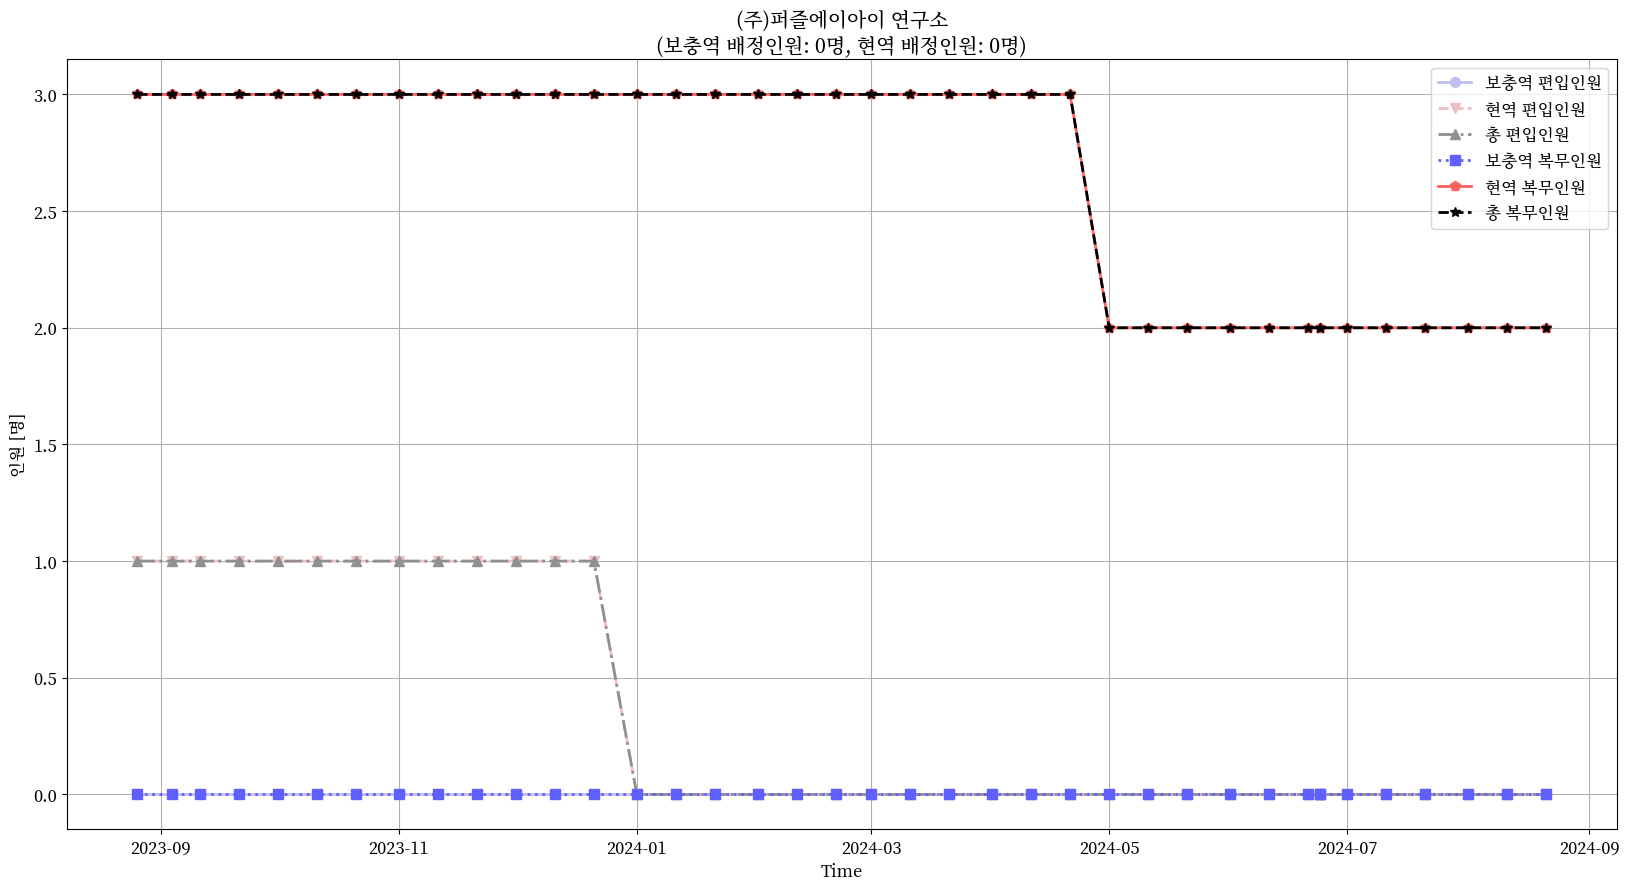 (주)퍼즐에이아이 연구소
(보충역 배정인원: 0명, 현역 배정인원: 0명)
보충역 편입인원
현역 편입인원
총 편입인원
보충역 복무인원
현역 복무인원
총 복무인원
3.0
2.5
2.0
1.5
1.0
0.5
0.0
인원 [명]
2023-09 2023-11 2024-01 2024-03 2024-05 2024-07 2024-09
Time